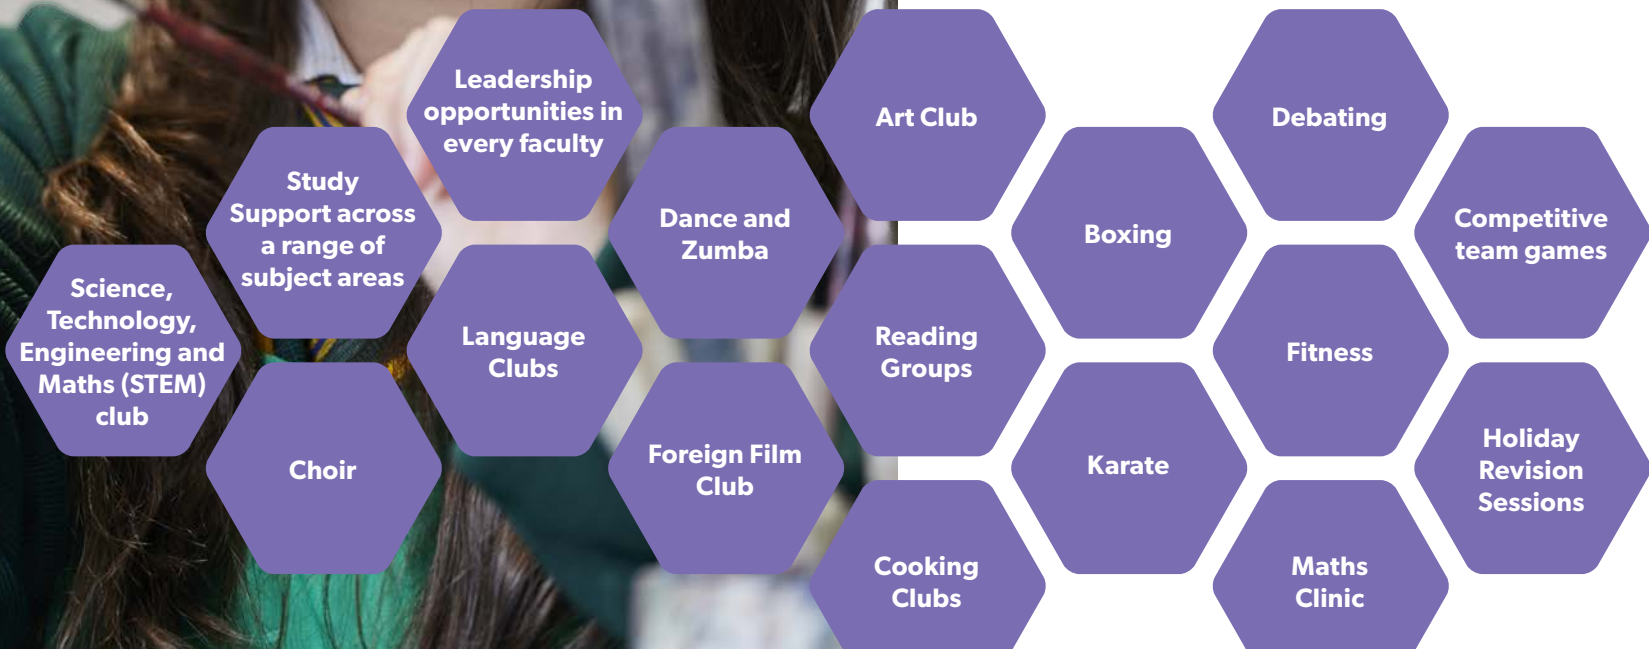 Leadership
opportunities in
every faculty
Art Club
Debating
Study
Support across
a range of
subject areas
Dance and
Zumba
Boxing
Competitive
team games
Science,
Technology,
Engineering and
Maths (STEM)
club
Language
Clubs
Reading
Groups
Fitness
Choir
Foreign Film
Club
Karate
Holiday
Revision
Sessions
Cooking
Clubs
Maths
Clinic